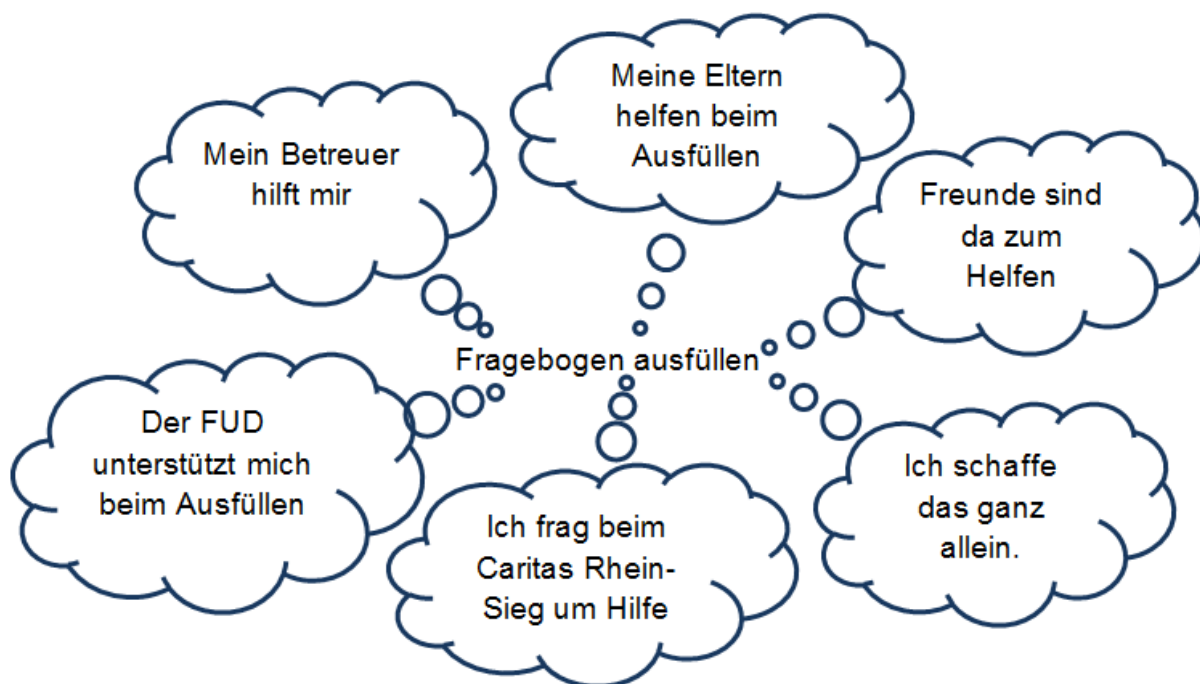 Meine Eltern
helfen beim
Ausfüllen
Mein Betreuer
hilft mir
Freunde sind
da zum
Helfen
Fragebogen ausfüllen
Der FUD
unterstützt mich
beim Ausfüllen
Ich frag beim
Caritas Rhein-
Sieg um Hilfe
Ich schaffe
das ganz
allein.